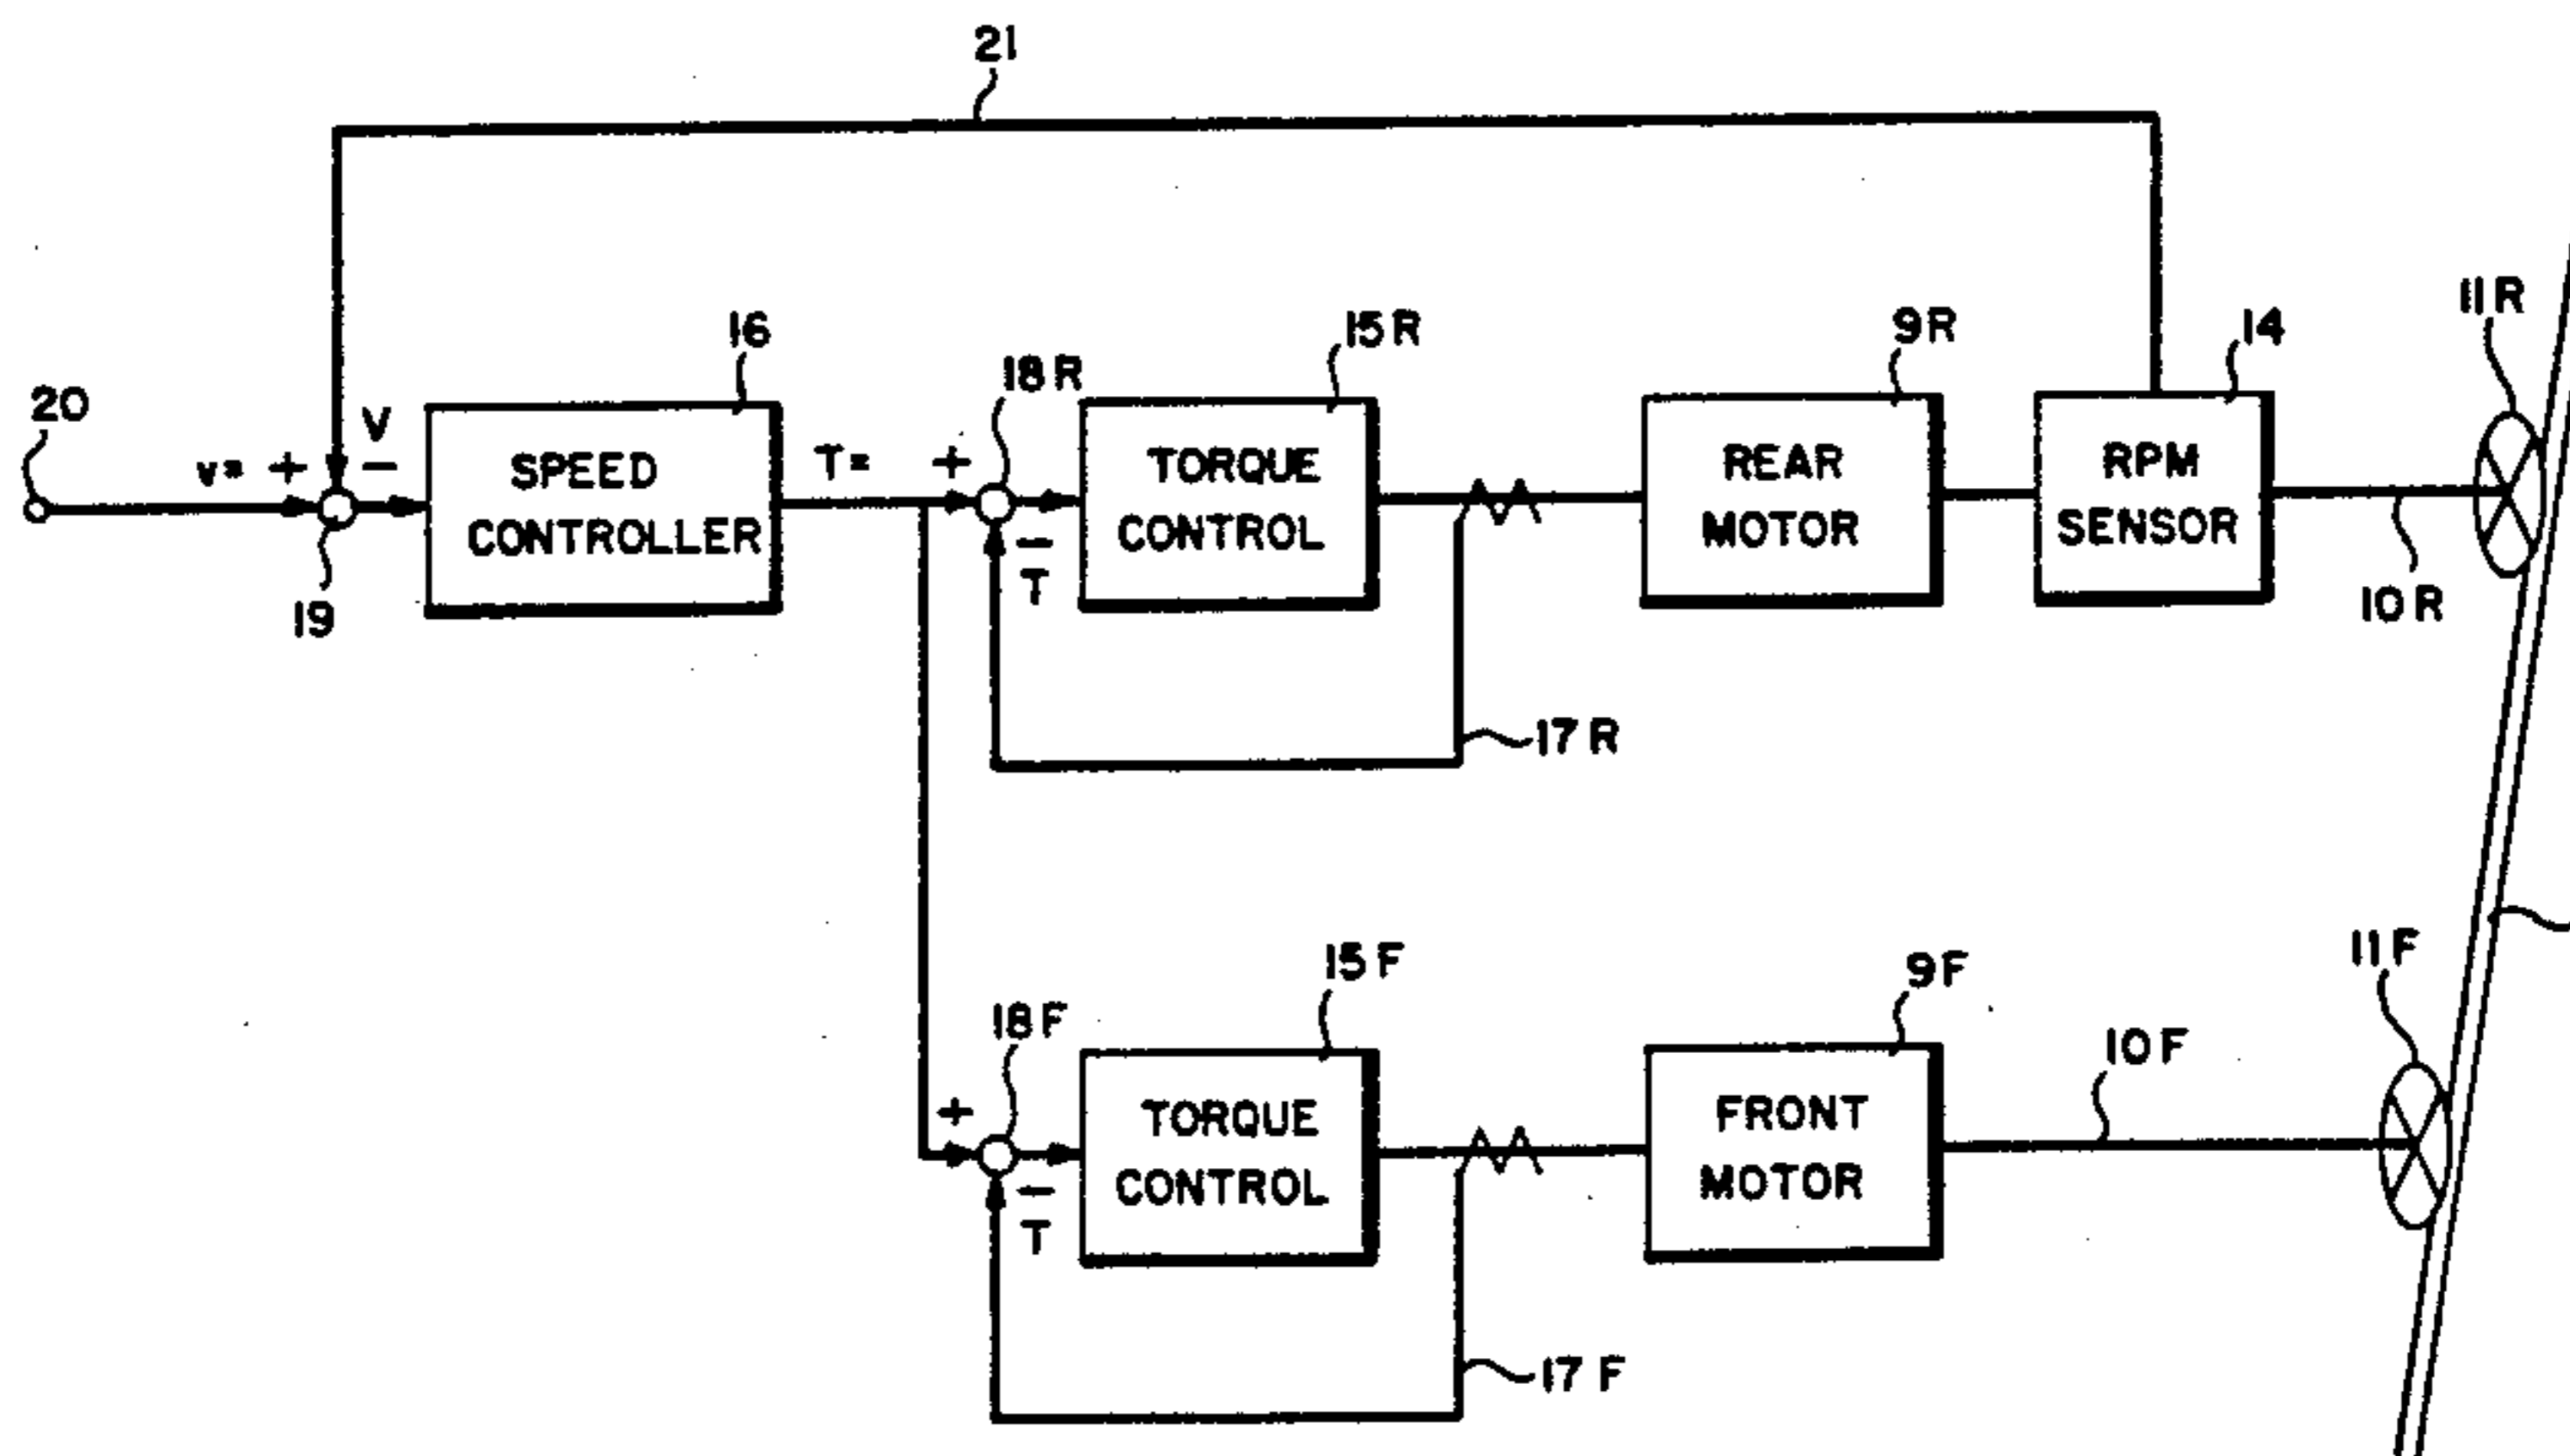 21
20
v= +
V
−
19
16
SPEED
CONTROLLER
T= +
18R
−
T
15R
TORQUE
CONTROL
17R
9R
REAR
MOTOR
14
RPM
SENSOR
10R
11R
18F
+
−
T
15F
TORQUE
CONTROL
17F
9F
FRONT
MOTOR
10F
11F